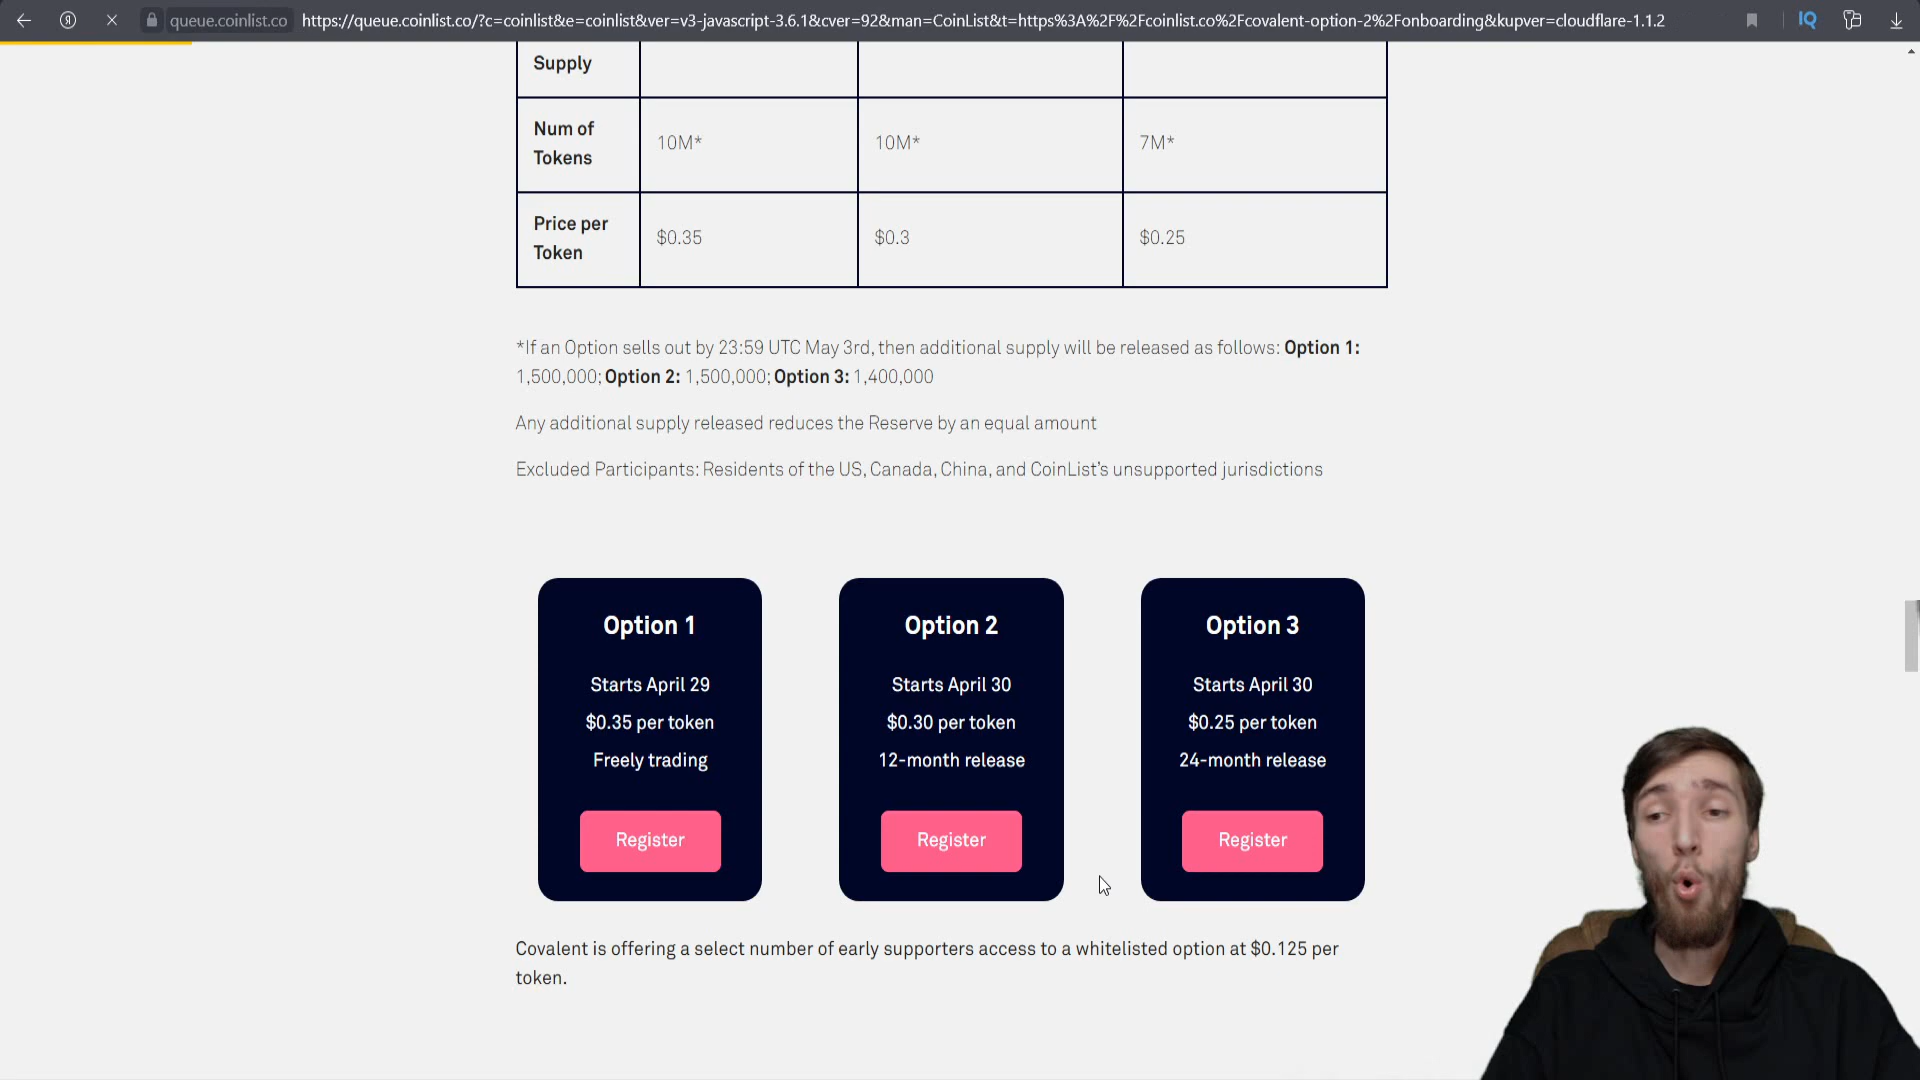 queue.coinlist.co https://queue.coinlist.co/?c=coinlist&e=coinlist&ver=v3-javascript-3.6.1&cver=92&man=CoinList&t=https%3A%2F%2Fcoinlist.co%2Fcovalent-option-2%2Fonboarding&kupver=cloudflare-1.1.2 IQ
Supply
Num of
Tokens
10M* 10M* 7M*
Price per
Token
$0.35 $0.3 $0.25
*If an Option sells out by 23:59 UTC May 3rd, then additional supply will be released as follows: Option 1:
1,500,000; Option 2: 1,500,000; Option 3: 1,400,000
Any additional supply released reduces the Reserve by an equal amount
Excluded Participants: Residents of the US, Canada, China, and CoinList’s unsupported jurisdictions
Option 1
Starts April 29
$0.35 per token
Freely trading
Register
Option 2
Starts April 30
$0.30 per token
12-month release
Register
Option 3
Starts April 30
$0.25 per token
24-month release
Register
Covalent is offering a select number of early supporters access to a whitelisted option at $0.125 per
token.